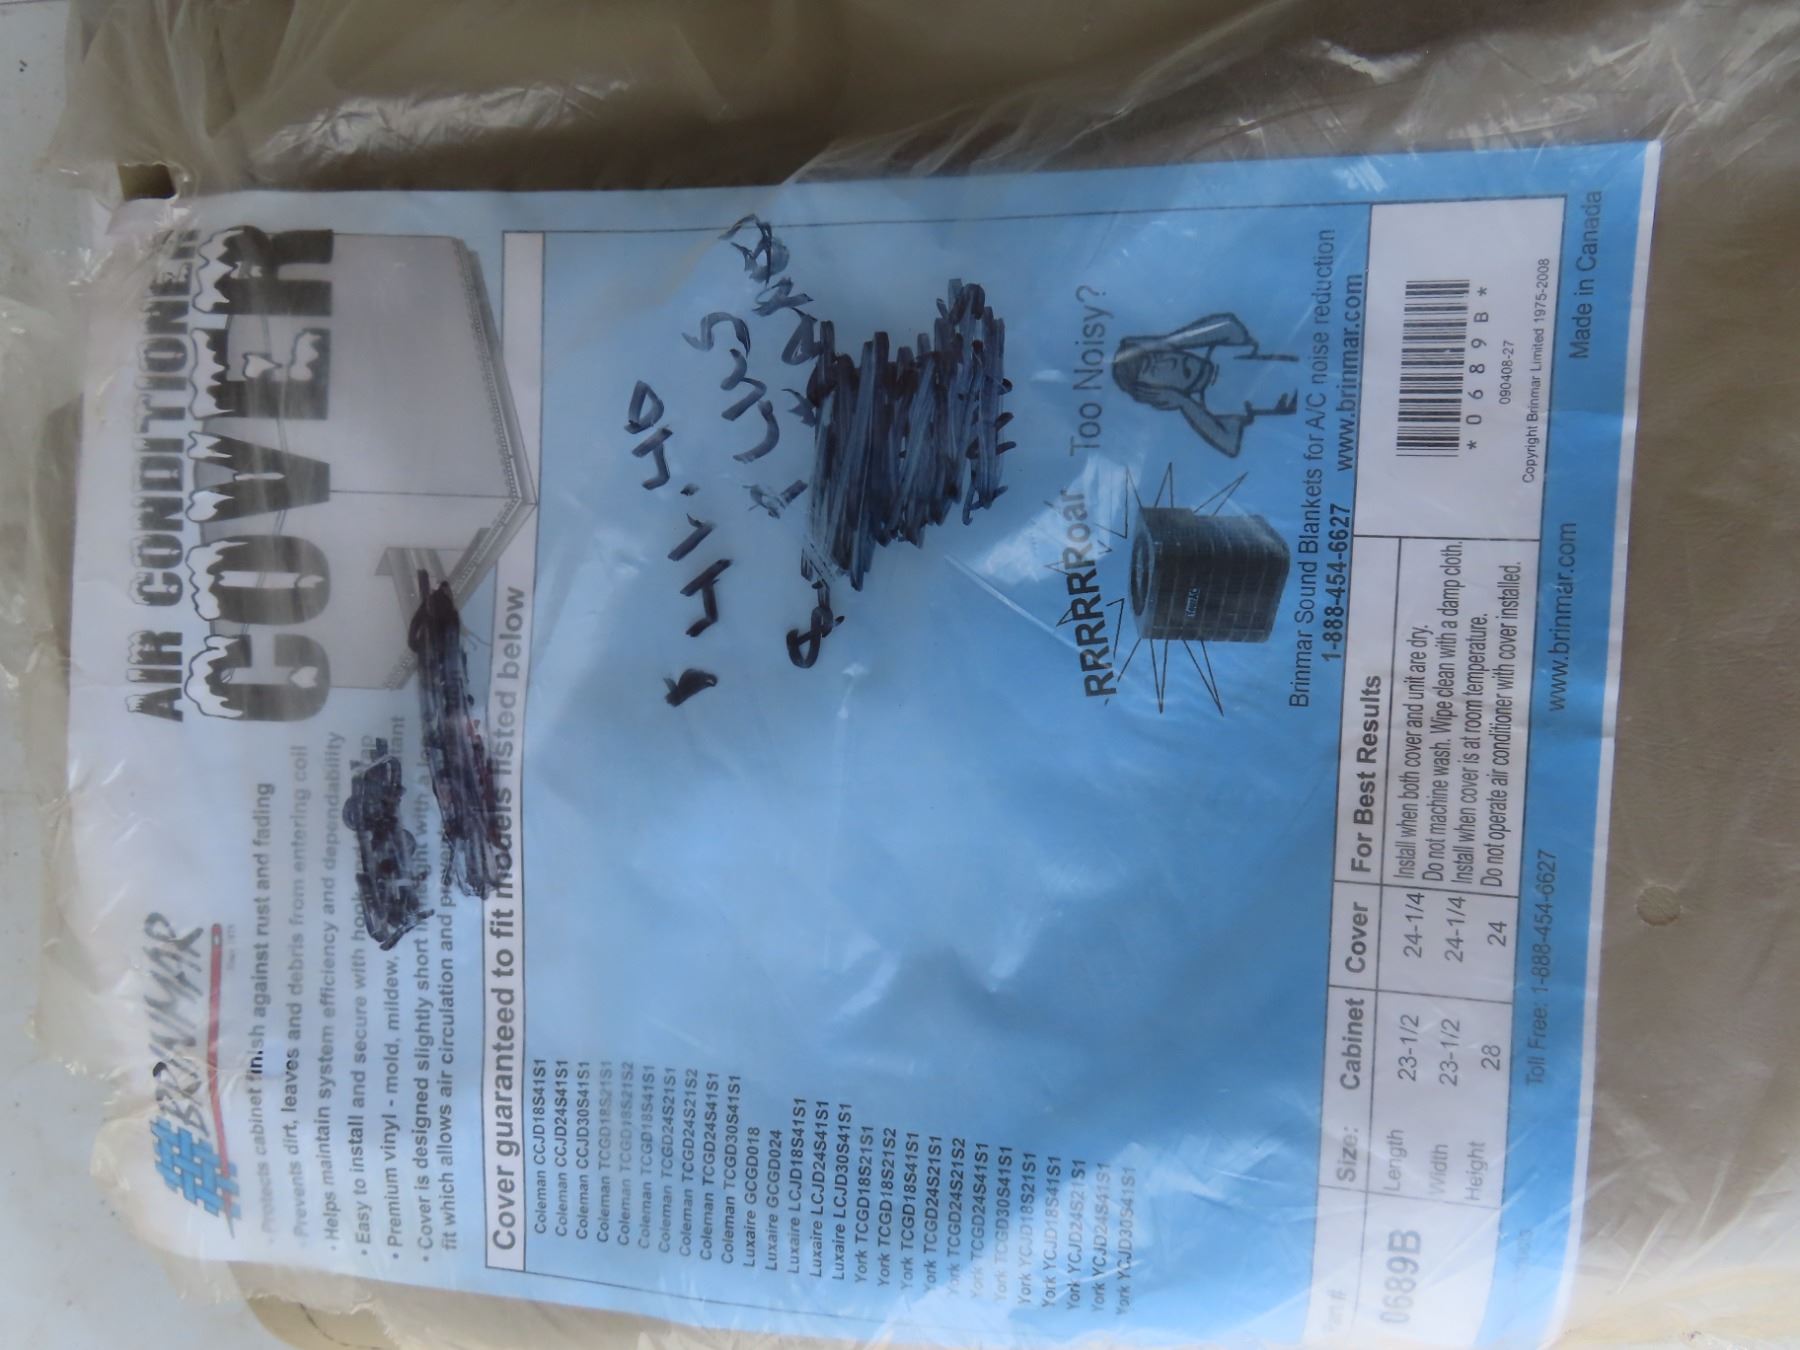 AIR CONDITIONER
COVER
BRINMAR
Protects cabinet finish against rust and fading
Prevents dirt, leaves and debris from entering coil
• Helps maintain system efficiency and dependability
• Easy to install and secure with
• Premium vinyl - mold, mildew,
• Cover is designed slightly short
fit which allows air circulation and
Cover guaranteed to fit models listed below
Coleman CCJD18S41S1
Coleman CCJD24S41S1
Coleman CCJD30S41S1
Coleman TCGD18S21S1
Coleman TCGD18S21S2
Coleman TCGD18S41S1
Coleman TCGD24S21S1
Coleman TCGD24S21S2
Coleman TCGD24S41S1
Coleman TCGD30S41S1
Luxaire GCGD018
Luxaire GCGD024
Luxaire LCJD18S41S1
Luxaire LCJD24S41S1
Luxaire LCJD30S41S1
York TCGD18S21S1
York TCGD18S21S2
York TCGD18S41S1
York TCGD24S21S1
York TCGD24S21S2
York TCGD24S41S1
York TCGD30S41S1
York YCJD18S21S1
York YCJD18S41S1
York YCJD24S21S1
York YCJD24S41S1
York YCJD30S41S1
RRRRRRoar Too Noisy?
Brinmar Sound Blankets for A/C noise reduction
1-888-454-6627 www.brinmar.com
Part #
0689B
Size: Cabinet Cover
Length 23-1/2 24-1/4
Width 23-1/2 24-1/4
Height 28 24
For Best Results
Install when both cover and unit are dry.
Do not machine wash. Wipe clean with a damp cloth.
Install when cover is at room temperature.
Do not operate air conditioner with cover installed.
* 0 6 8 9 B *
090408-27
Copyright Brinmar Limited 1975-2008
Toll Free: 1-888-454-6627 www.brinmar.com Made in Canada